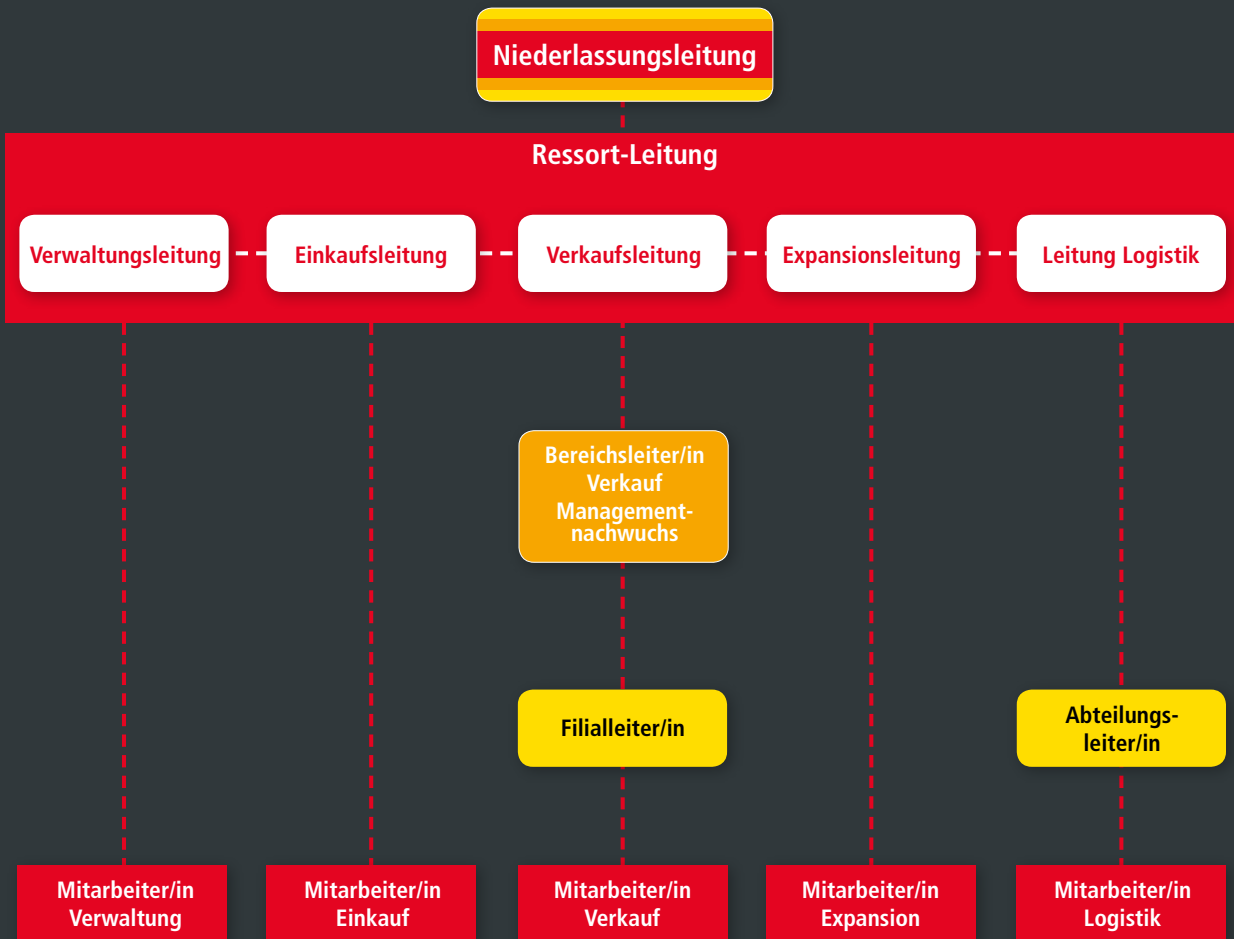 Niederlassungsleitung
Ressort-Leitung
Verwaltungsleitung
Einkaufsleitung
Verkaufsleitung
Expansionsleitung
Leitung Logistik
Bereichsleiter/in
Verkauf
Management-
nachwuchs
Filialleiter/in
Abteilungs-
leiter/in
Mitarbeiter/in
Verwaltung
Mitarbeiter/in
Einkauf
Mitarbeiter/in
Verkauf
Mitarbeiter/in
Expansion
Mitarbeiter/in
Logistik